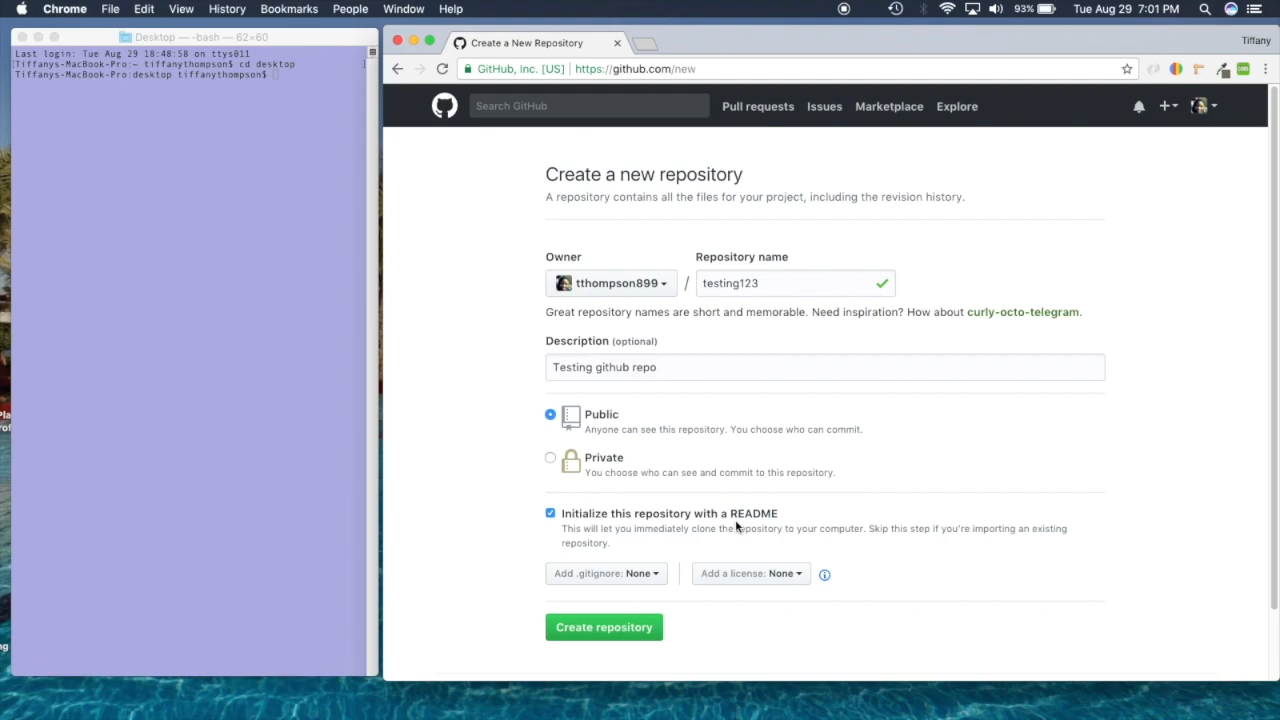 Chrome File Edit View History Bookmarks People Window Help 93% Tue Aug 29 7:01 PM
Desktop — -bash — 62×60
Last login: Tue Aug 29 18:48:58 on ttys011
[Tiffanys-MacBook-Pro:~ tiffanythompson$ cd desktop ]
Tiffanys-MacBook-Pro:desktop tiffanythompson$
Create a New Repository
Tiffany
GitHub, Inc. [US] https://github.com/new
Search GitHub Pull requests Issues Marketplace Explore
Create a new repository
A repository contains all the files for your project, including the revision history.
Owner Repository name
tthompson899 / testing123
Great repository names are short and memorable. Need inspiration? How about curly-octo-telegram.
Description (optional)
Testing github repo
Public
Anyone can see this repository. You choose who can commit.
Private
You choose who can see and commit to this repository.
Initialize this repository with a README
This will let you immediately clone the repository to your computer. Skip this step if you're importing an existing
repository.
Add .gitignore: None Add a license: None
Create repository